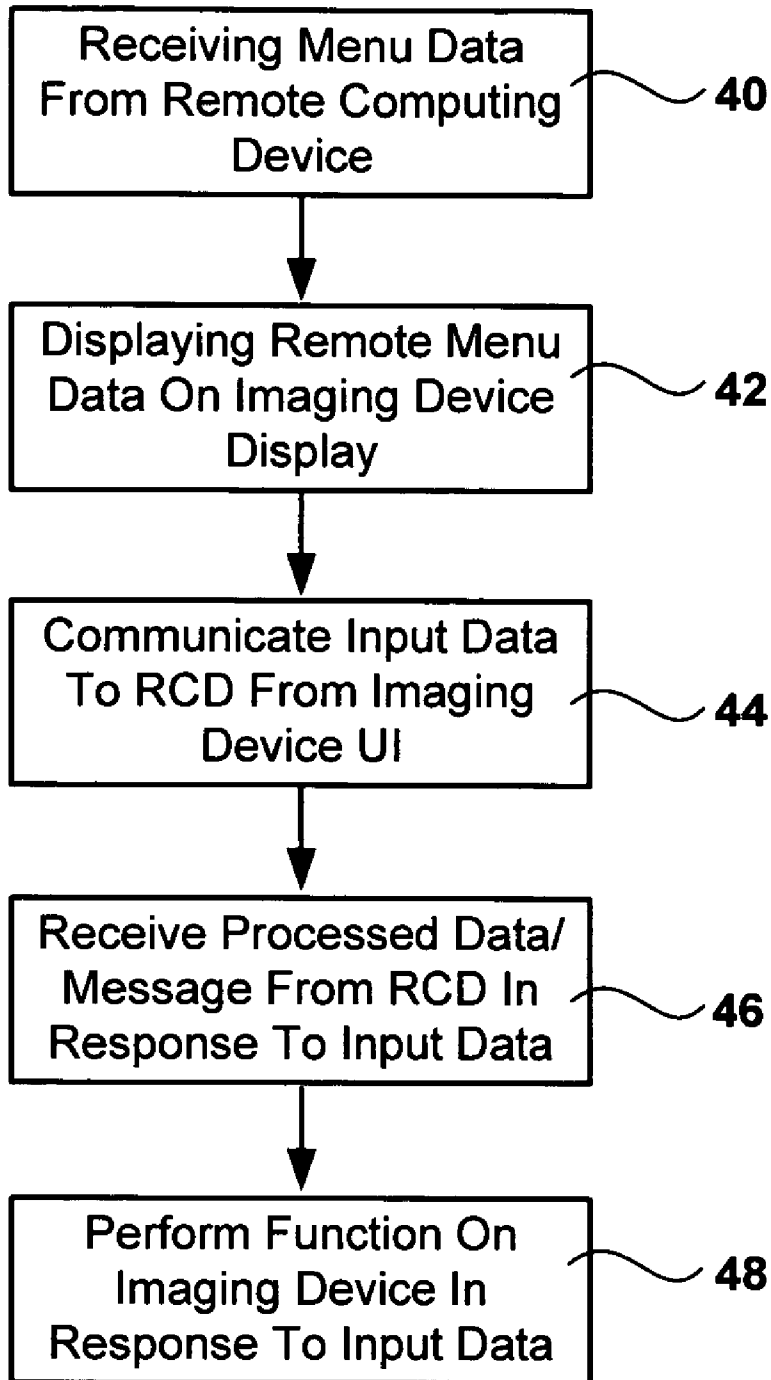 Receiving Menu Data
From Remote Computing
Device
40
Displaying Remote Menu
Data On Imaging Device
Display
42
Communicate Input Data
To RCD From Imaging
Device UI
44
Receive Processed Data/
Message From RCD In
Response To Input Data
46
Perform Function On
Imaging Device In
Response To Input Data
48